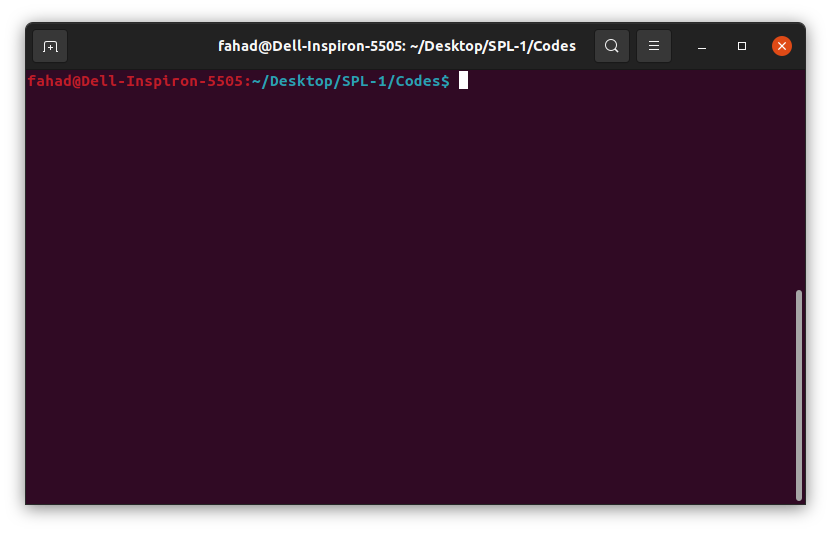 fahad@Dell-Inspiron-5505: ~/Desktop/SPL-1/Codes
fahad@Dell-Inspiron-5505:~/Desktop/SPL-1/Codes$